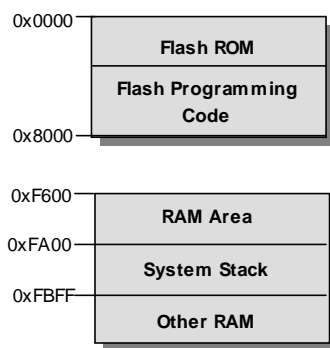 0x0000
Flash ROM
Flash Programming
Code
0x8000
0xF600
RAM Area
0xFA00
System Stack
0xFBFF
Other RAM